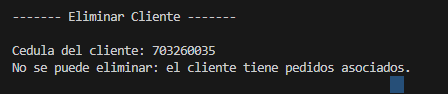 ------- Eliminar Cliente -------
Cedula del cliente: 703260035
No se puede eliminar: el cliente tiene pedidos asociados.